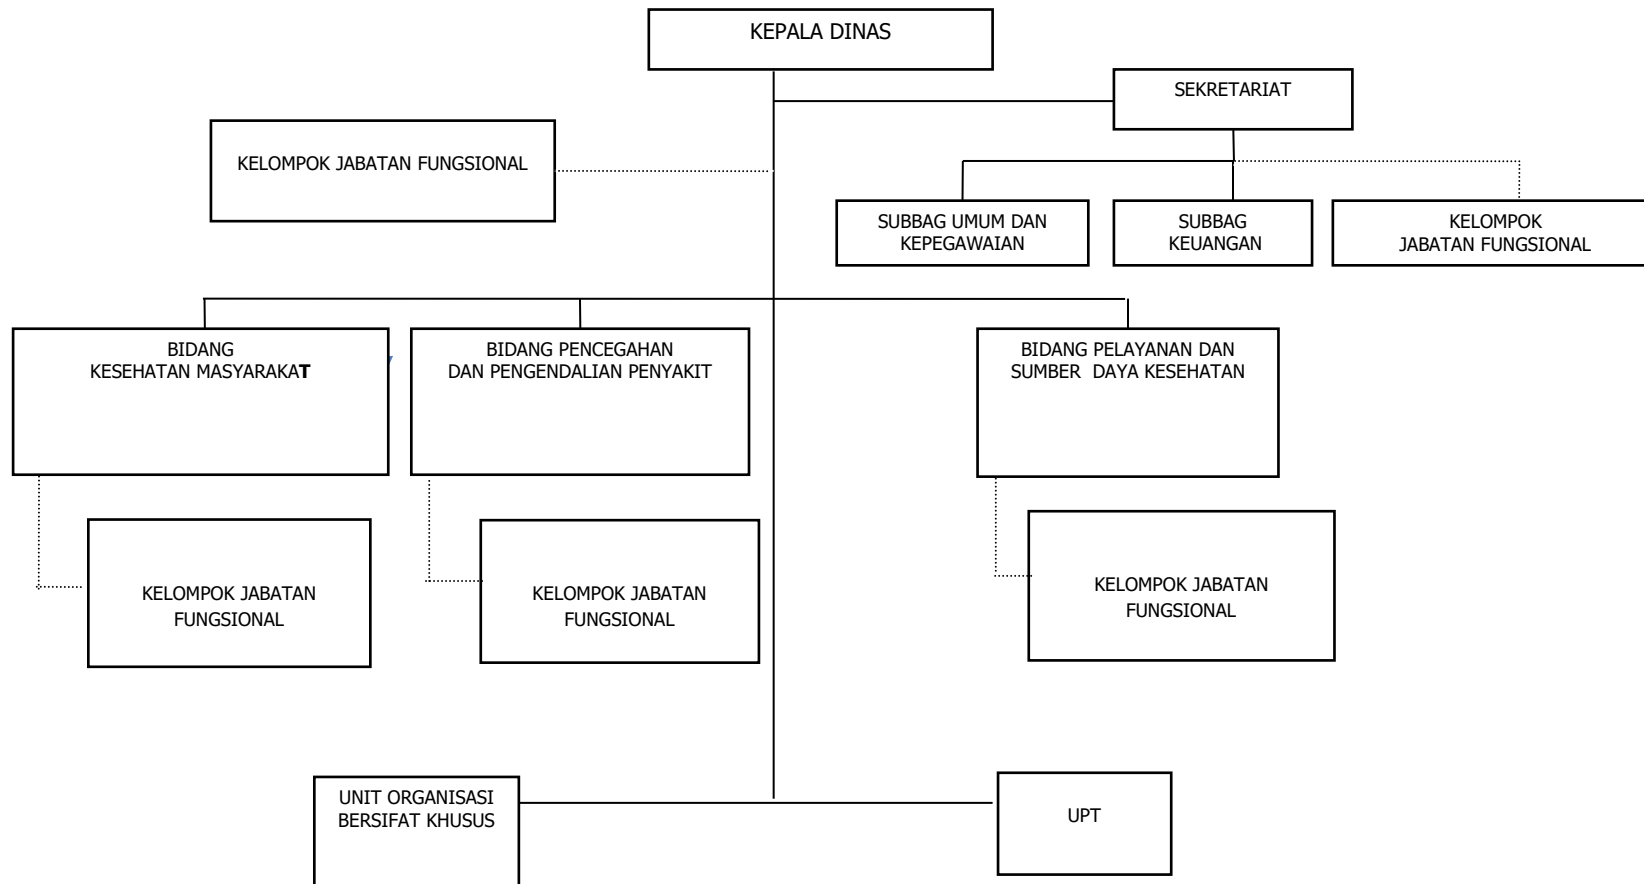 KEPALA DINAS
SEKRETARIAT
KELOMPOK JABATAN FUNGSIONAL
SUBBAG UMUM DAN
KEPEGAWAIAN
SUBBAG
KEUANGAN
KELOMPOK
JABATAN FUNGSIONAL
BIDANG
KESEHATAN MASYARAKAT
BIDANG PENCEGAHAN
DAN PENGENDALIAN PENYAKIT
BIDANG PELAYANAN DAN
SUMBER DAYA KESEHATAN
KELOMPOK JABATAN
FUNGSIONAL
KELOMPOK JABATAN
FUNGSIONAL
KELOMPOK JABATAN
FUNGSIONAL
UNIT ORGANISASI
BERSIFAT KHUSUS
UPT